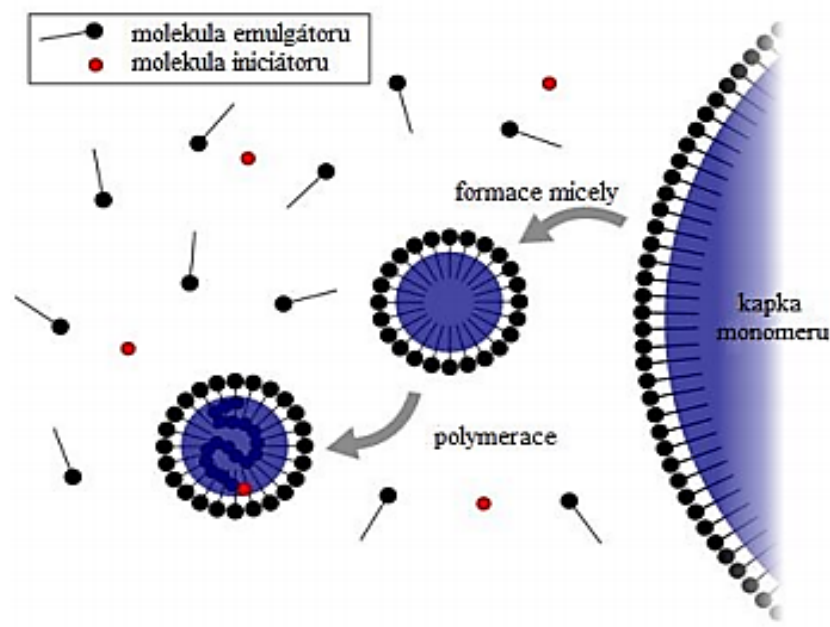 molekula emulgátoru
molekula iniciátoru
formace micely
kapka
monomeru
polymerace